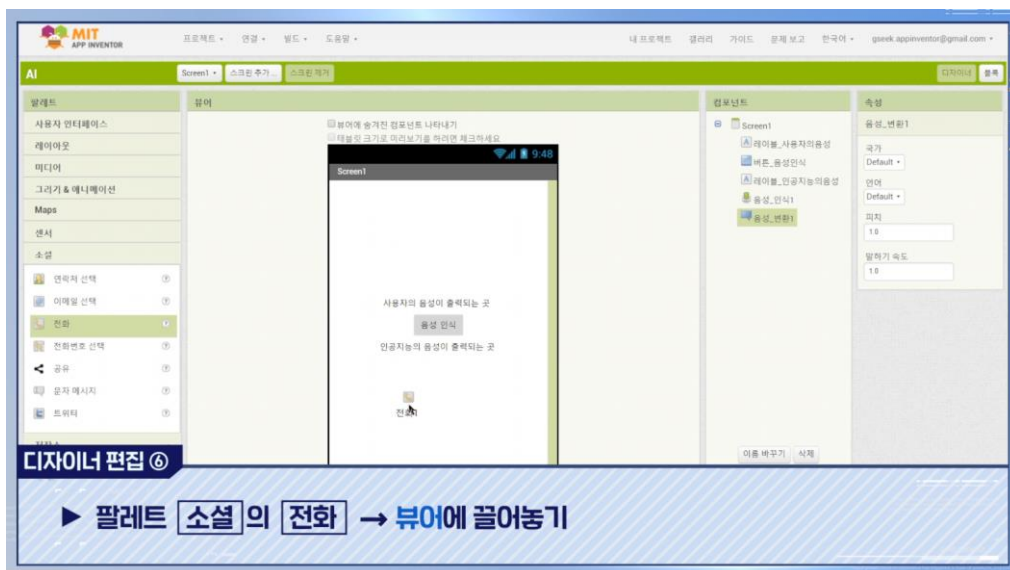 MIT
APP INVENTOR
프로젝트 연결 빌드 도움말 내 프로젝트 갤러리 가이드 문제 보고 한국어 gseek.appinventor@gmail.com
AI Screen1 스크린 추가 ... 스크린 제거 디자이너 블록
팔레트 뷰어 컴포넌트 속성
사용자 인터페이스
레이아웃
미디어
그리기 & 애니메이션
Maps
센서
소셜
연락처 선택
이메일 선택
전화
전화번호 선택
공유
문자 메시지
트위터
뷰어에 숨겨진 컴포넌트 나타내기
태블릿 크기로 미리보기를 하려면 체크하세요
9:48
Screen1
사용자의 음성이 출력되는 곳
음성 인식
인공지능의 음성이 출력되는 곳
전화1
Screen1
레이블_사용자의음성
버튼_음성인식
레이블_인공지능의음성
음성_인식1
음성_변환1
이름 바꾸기 삭제
음성_변환1
국가
Default
언어
Default
피치
1.0
말하기 속도
1.0
디자이너 편집 ⑥
▶ 팔레트 소셜의 전화 → 뷰어에 끌어놓기